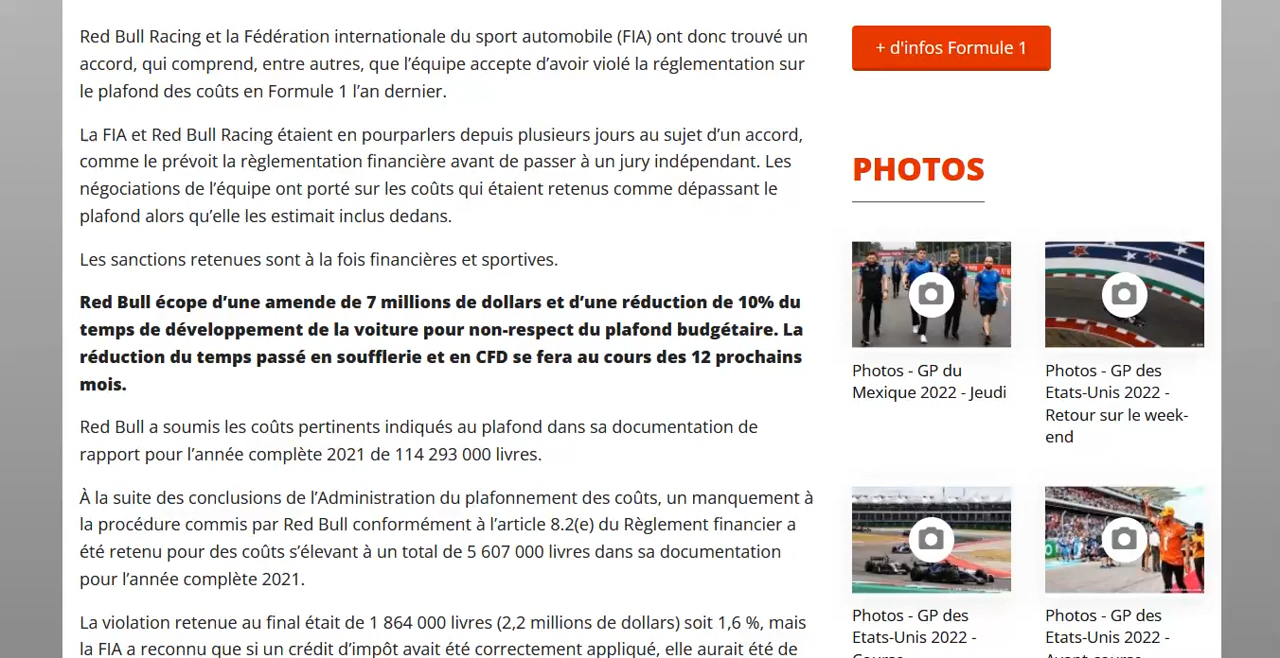 Red Bull Racing et la Fédération internationale du sport automobile (FIA) ont donc trouvé un
accord, qui comprend, entre autres, que l’équipe accepte d’avoir violé la réglementation sur
le plafond des coûts en Formule 1 l’an dernier.
La FIA et Red Bull Racing étaient en pourparlers depuis plusieurs jours au sujet d’un accord,
comme le prévoit la règlementation financière avant de passer à un jury indépendant. Les
négociations de l’équipe ont porté sur les coûts qui étaient retenus comme dépassant le
plafond alors qu’elle les estimait inclus dedans.
Les sanctions retenues sont à la fois financières et sportives.
Red Bull écope d’une amende de 7 millions de dollars et d’une réduction de 10% du
temps de développement de la voiture pour non-respect du plafond budgétaire. La
réduction du temps passé en soufflerie et en CFD se fera au cours des 12 prochains
mois.
Red Bull a soumis les coûts pertinents indiqués au plafond dans sa documentation de
rapport pour l’année complète 2021 de 114 293 000 livres.
À la suite des conclusions de l’Administration du plafonnement des coûts, un manquement à
la procédure commis par Red Bull conformément à l’article 8.2(e) du Règlement financier a
été retenu pour des coûts s’élevant à un total de 5 607 000 livres dans sa documentation
pour l’année complète 2021.
La violation retenue au final était de 1 864 000 livres (2,2 millions de dollars) soit 1,6 %, mais
la FIA a reconnu que si un crédit d’impôt avait été correctement appliqué, elle aurait été de
+ d'infos Formule 1
PHOTOS
Photos - GP du
Mexique 2022 - Jeudi
Photos - GP des
Etats-Unis 2022 -
Retour sur le week-
end
Photos - GP des
Etats-Unis 2022 -
Photos - GP des
Etats-Unis 2022 -